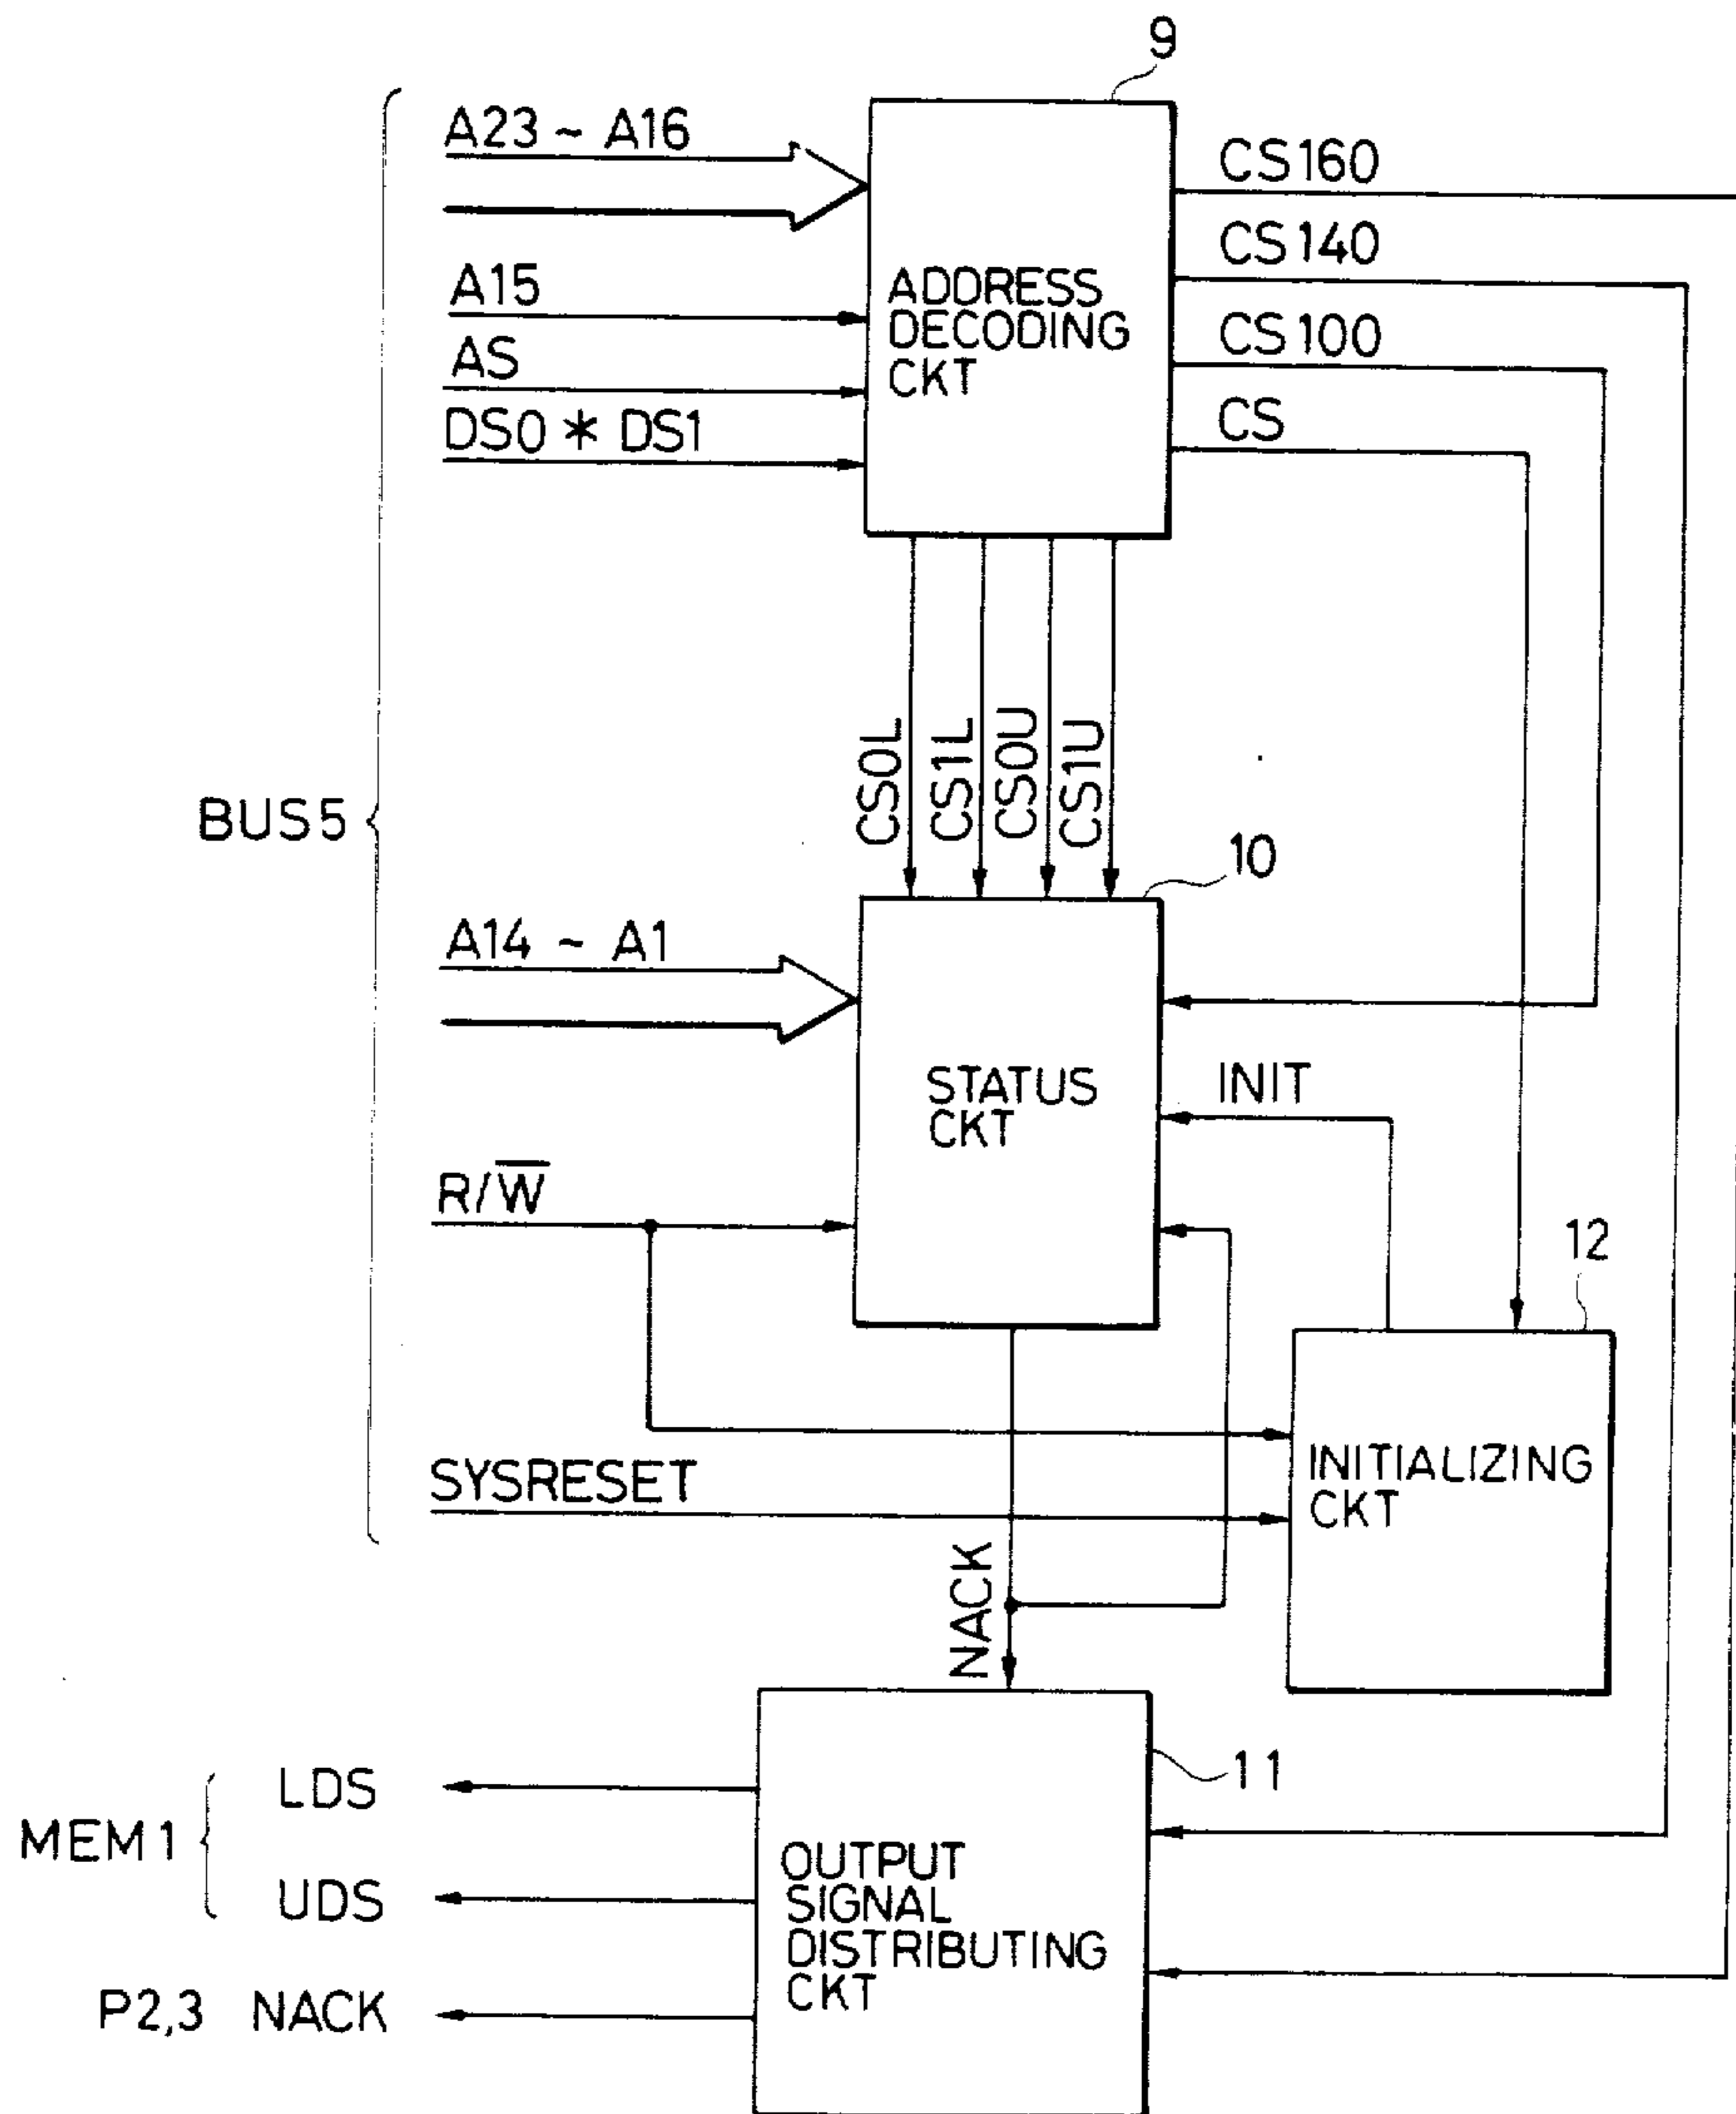 9
A23 ~ A16
CS160
CS140
A15
ADDRESS
DECODING
CKT
CS100
AS
CS
DS0 * DS1
CS0L
CS1L
CS0U
CS1U
BUS5
10
A14 ~ A1
STATUS
CKT
INIT
R/W̅
12
INITIALIZING
CKT
SYSRESET
NACK
11
LDS
MEM1
UDS
OUTPUT
SIGNAL
DISTRIBUTING
CKT
P2,3 NACK